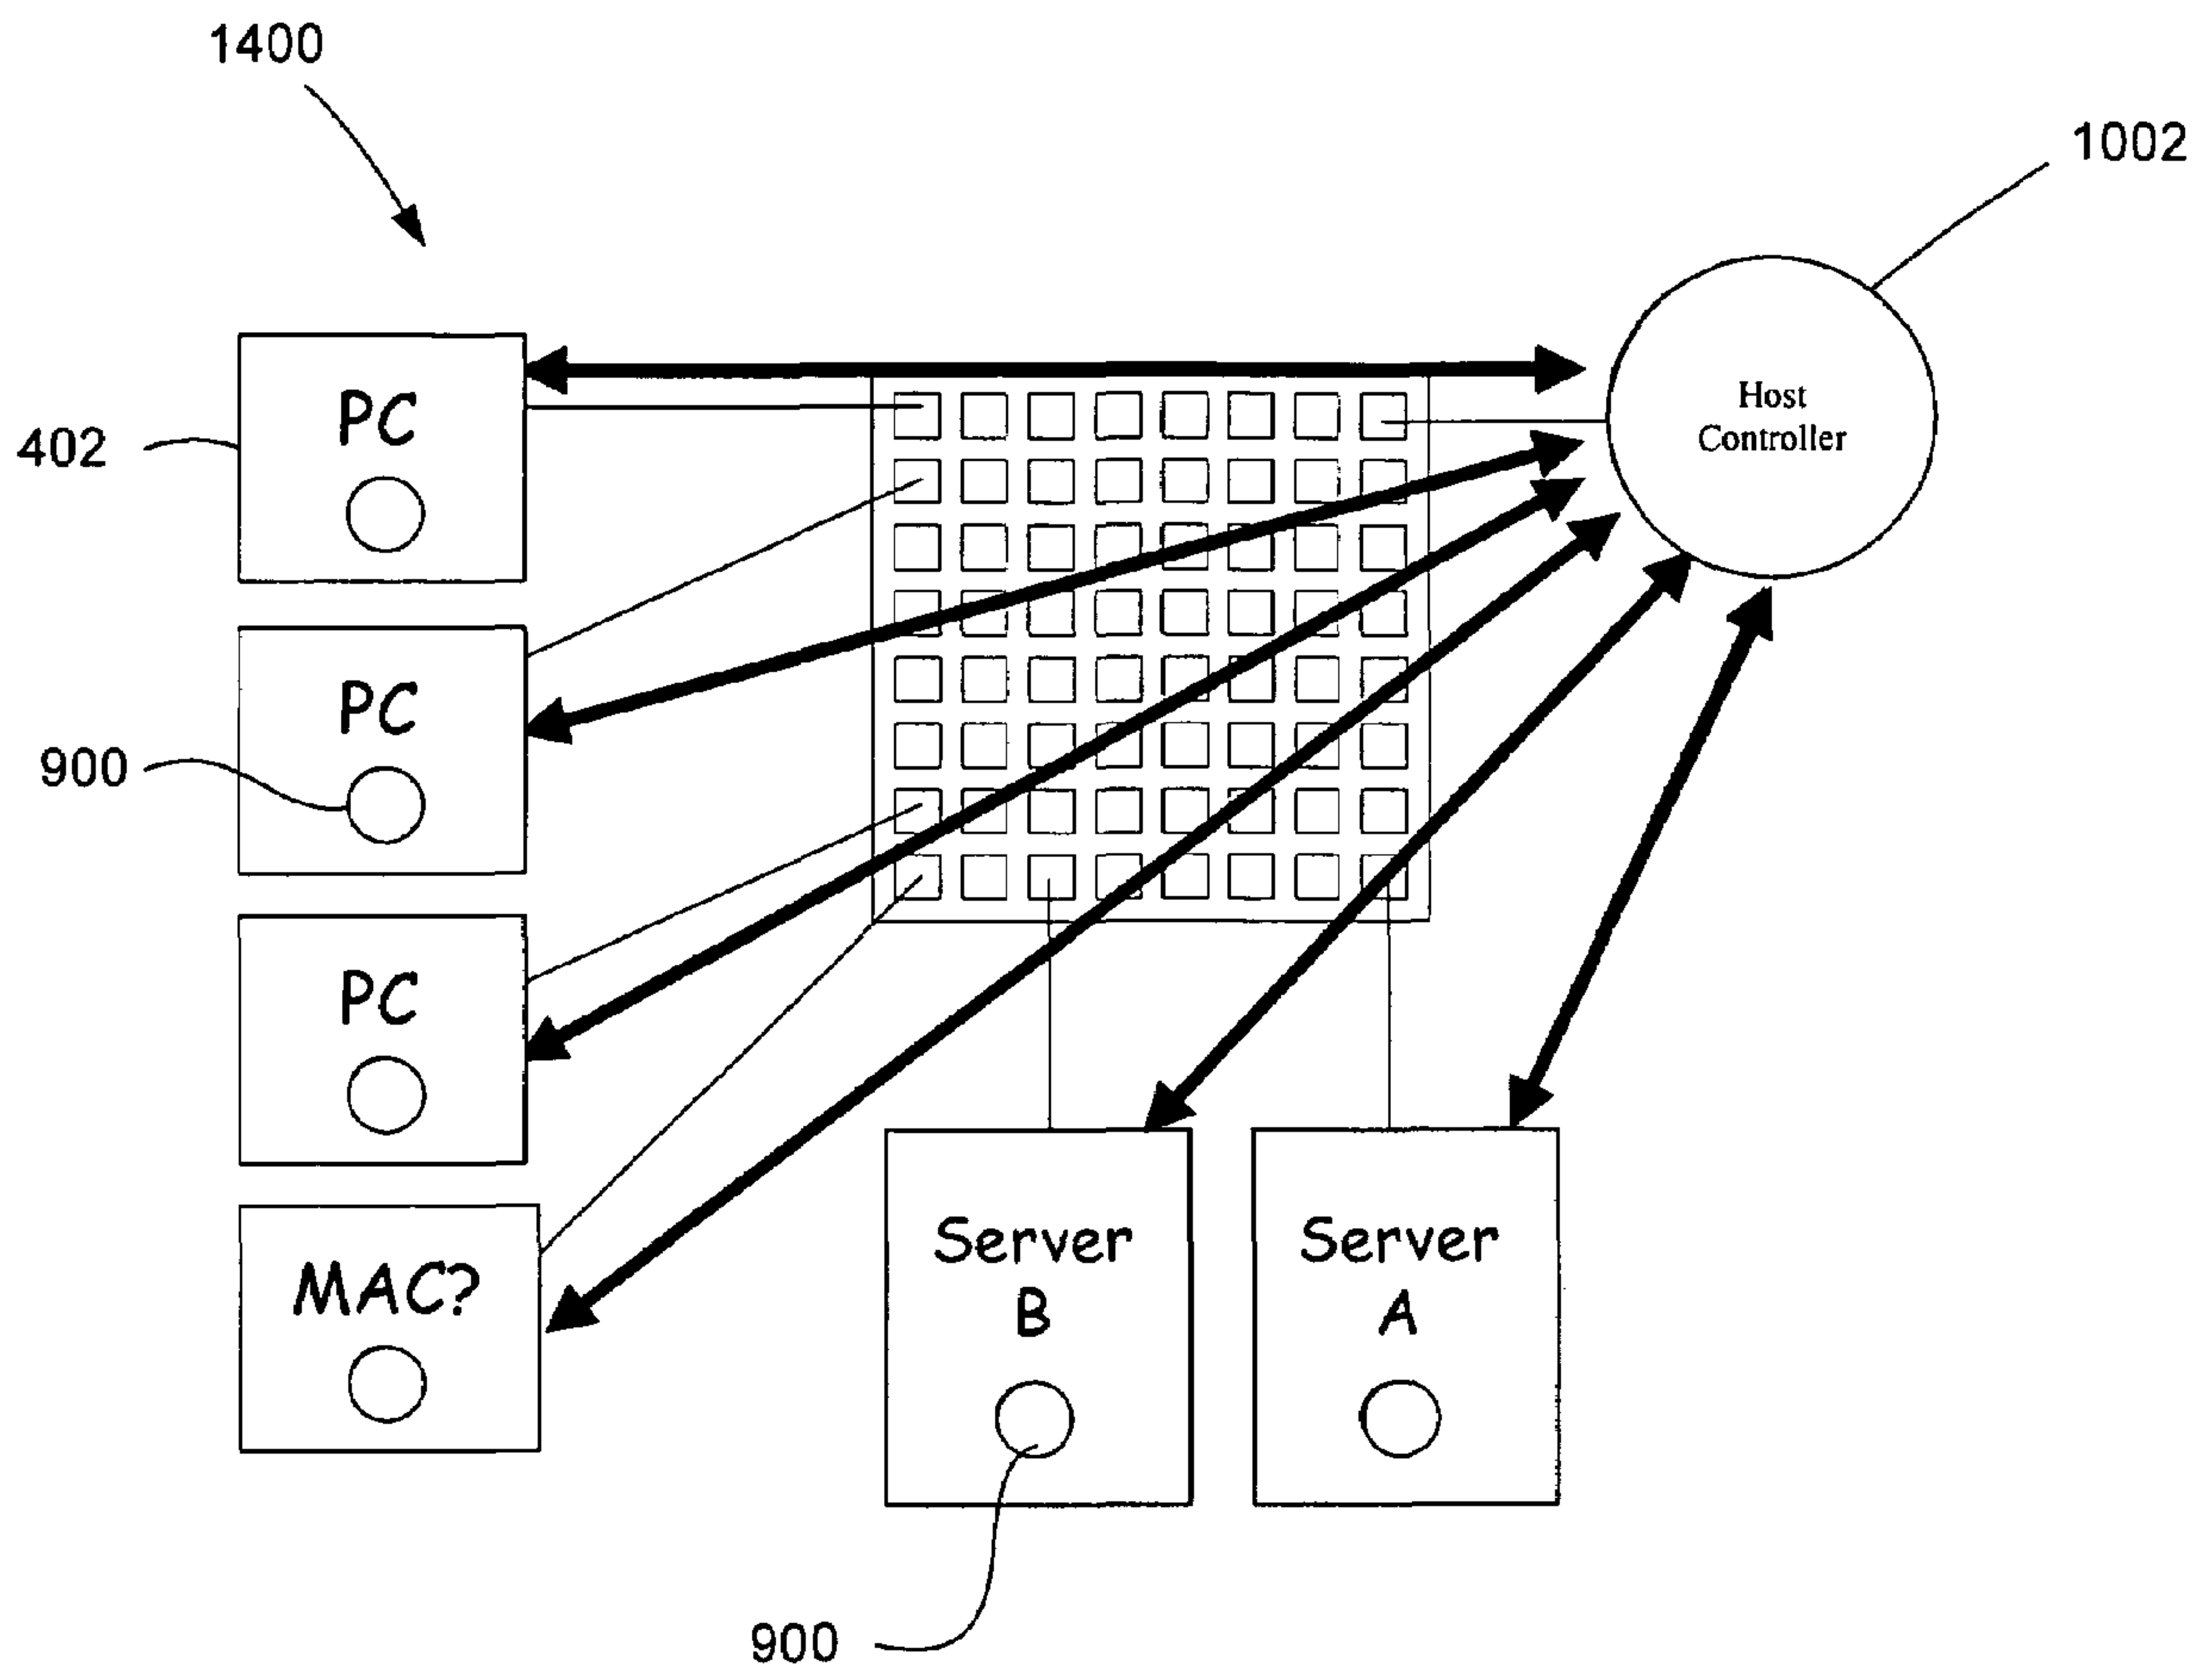 1400
1002
Host
Controller
PC
402
PC
900
PC
MAC?
Server
B
Server
A
900